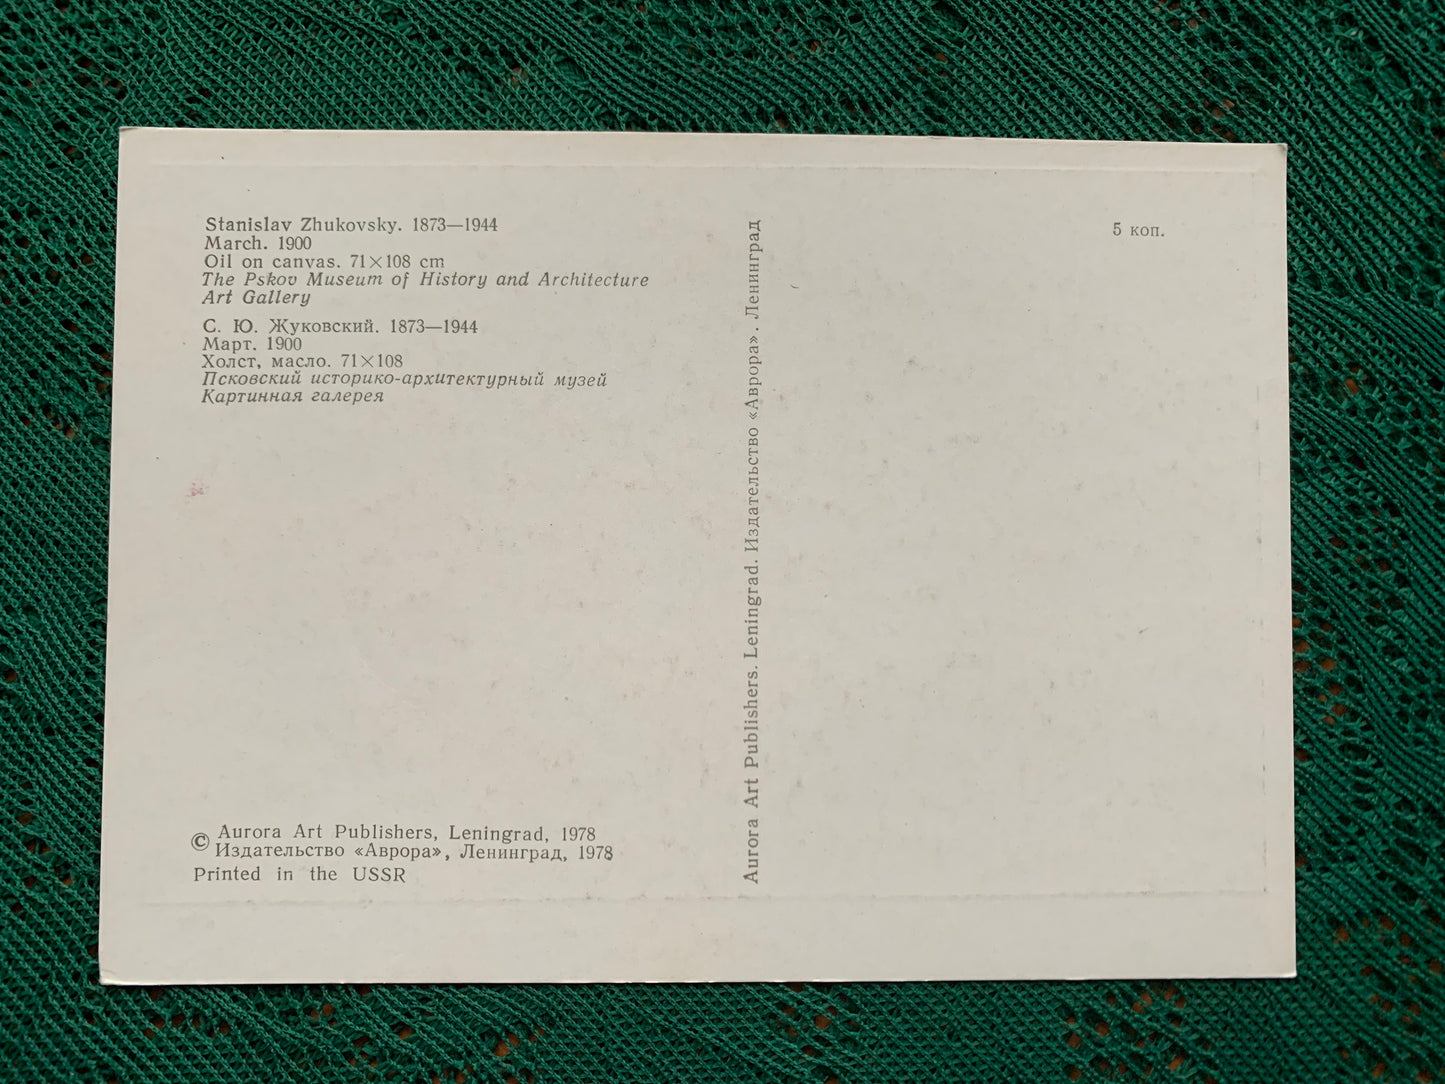 Stanislav Zhukovsky. 1873—1944
March. 1900
Oil on canvas. 71×108 cm
The Pskov Museum of History and Architecture
Art Gallery
С. Ю. Жуковский. 1873—1944
Март. 1900
Холст, масло. 71×108
Псковский историко-архитектурный музей
Картинная галерея
© Aurora Art Publishers, Leningrad, 1978
Издательство «Аврора», Ленинград, 1978
Printed in the USSR
Aurora Art Publishers. Leningrad. Издательство «Аврора». Ленинград
5 коп.